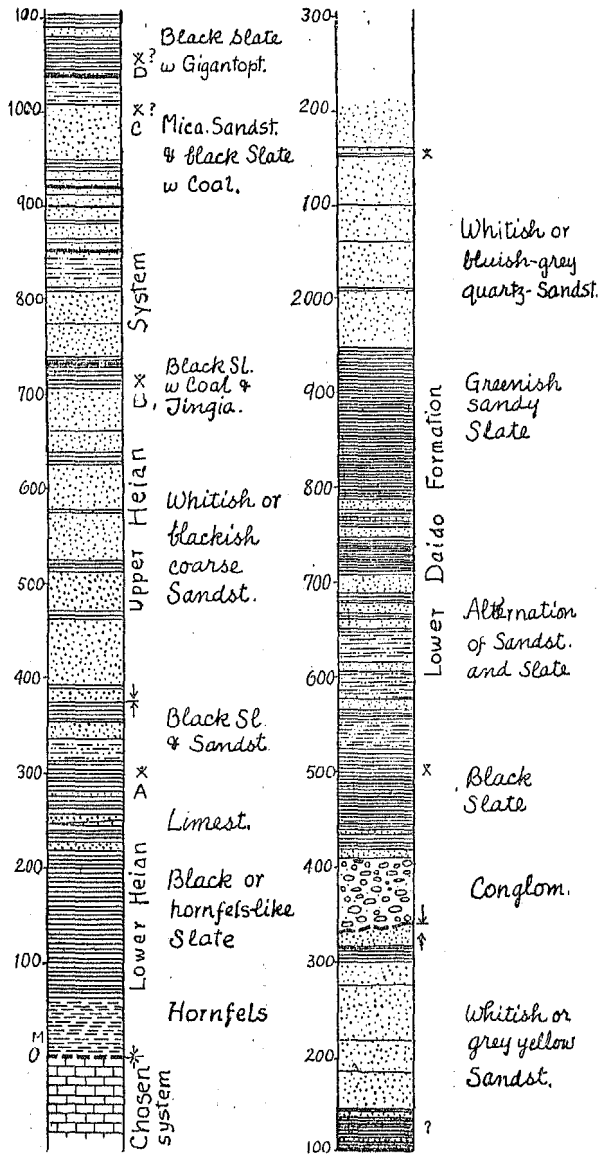 100
Black Slate
w Gigantopt.
x?
D
1000
x?
C
Mica. Sandst.
& black Slate
w Coal.
900
800
System
Black Sl.
w Coal &
Tingia.
x
700
600
Upper Heian
Whitish or
blackish
coarse
Sandst.
500
400
Black Sl
& Sandst
300
x
A
Limest.
200
Lower Heian
Black or
hornfels-like
Slate
100
Hornfels
M
0
Chosen
system
300
200
x
100
Whitish or
bluish-grey
quartz-Sandst.
2000
900
Greenish
sandy
Slate
Lower Daido Formation
800
700
Alternation
of Sandst.
and Slate
600
500
x
Black
Slate
400
Conglom.
300
Whitish or
grey yellow
Sandst.
200
?
100